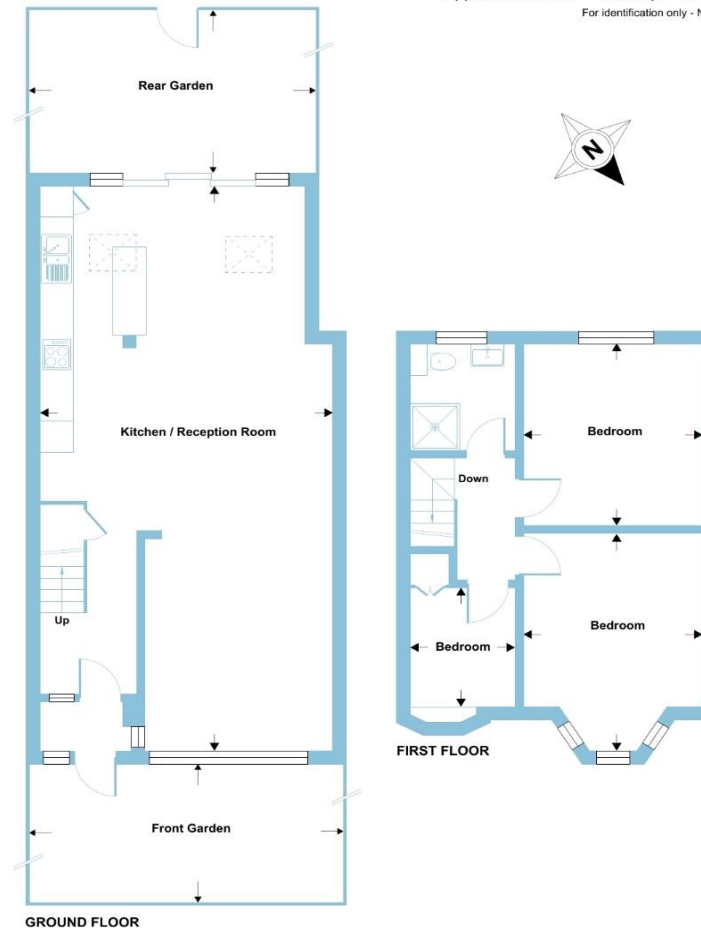 For identification only - N
Rear Garden
N
Kitchen / Reception Room
Bedroom
Down
Up
Bedroom
Bedroom
FIRST FLOOR
Front Garden
GROUND FLOOR